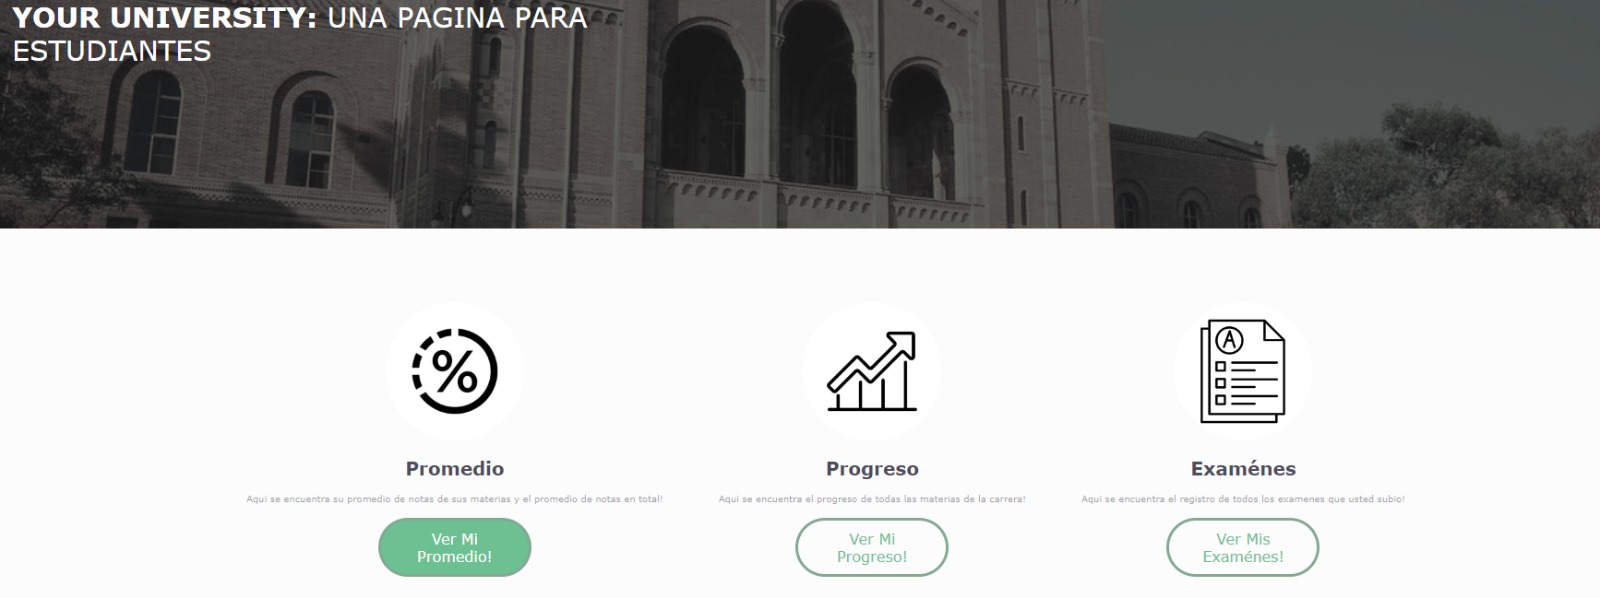 YOUR UNIVERSITY: UNA PAGINA PARA
ESTUDIANTES
%
A
Promedio
Progreso
Examénes
Aqui se encuentra su promedio de notas de sus materias y el promedio de notas en total!
Aqui se encuentra el progreso de todas las materias de la carrera!
Aqui se encuentra el registro de todos los examenes que usted subio!
Ver Mi
Promedio!
Ver Mi
Progreso!
Ver Mis
Examénes!